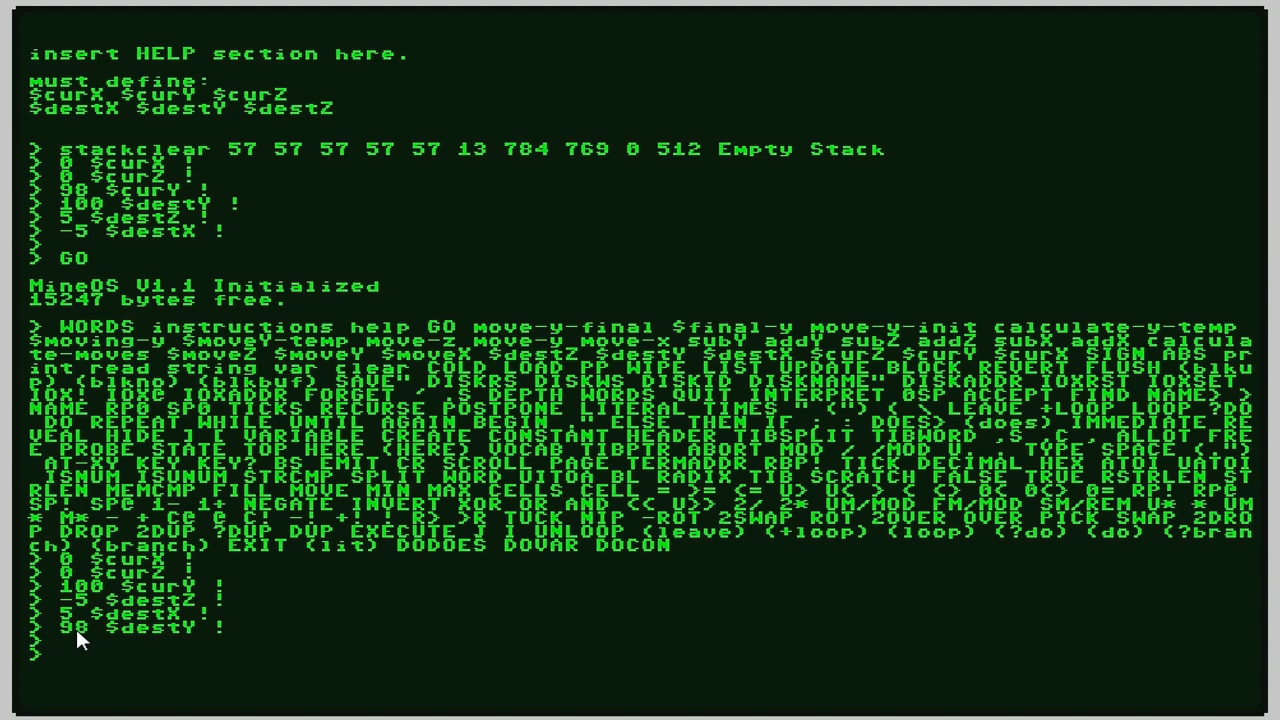 insert HELP section here.
must define:
$curX $curY $curZ
$destX $destY $destZ
> stackclear 57 57 57 57 57 13 784 769 0 512 Empty Stack
> 0 $curX !
> 0 $curZ !
> 98 $curY !
> 100 $destY !
> 5 $destZ !
> -5 $destX !
>
> GO
MineOS V1.1 Initialized
15247 bytes free.
> WORDS instructions help GO move-y-final $final-y move-y-init calculate-y-temp
$moving-y $moveY-temp move-z move-y move-x subY addY subZ addZ subX addX calcula
te-moves $moveZ $moveY $moveX $destZ $destY $destX $curZ $curY $curX SIGN ABS pr
int read string var clear COLD LOAD PP WIPE LIST UPDATE BLOCK REVERT FLUSH (blku
p) (blkno) (blkbuf) SAVE" DISKRS DISKWS DISKID DISKNAME" DISKADDR IOXRST IOXSET
IOX! IOX@ IOXADDR FORGET ' .S DEPTH WORDS QUIT INTERPRET 0SP ACCEPT FIND NAME> >
NAME RP0 SP0 TICKS RECURSE POSTPONE LITERAL TIMES " (") ( \ LEAVE +LOOP LOOP ?DO
 DO REPEAT WHILE UNTIL AGAIN BEGIN ." ELSE THEN IF ; : DOES> (does) IMMEDIATE RE
VEAL HIDE ] [ VARIABLE CREATE CONSTANT HEADER TIBSPLIT TIBWORD ,S ,C , ALLOT FRE
E PROBE STATE TOP HERE (HERE) VOCAB TIBPTR ABORT MOD / /MOD U. . TYPE SPACE (.")
 AT-XY KEY KEY? BS EMIT CR SCROLL PAGE TERMADDR RBP! TICK DECIMAL HEX ATOI UATOI
 ISNUM ISUNUM STRCMP SPLIT WORD UITOA BL RADIX TIB SCRATCH FALSE TRUE RSTRLEN ST
RLEN MEMCMP FILL MOVE MIN MAX CELLS CELL = >= <= U> U< > < <> 0< 0<> 0= RP! RP@
SP! SP@ 1- 1+ NEGATE INVERT XOR OR AND << U>> 2/ 2* UM/MOD FM/MOD SM/REM U* * UM
* M* - + C@ @ C! -! +! ! R> >R TUCK NIP -ROT 2SWAP ROT 2OVER OVER PICK SWAP 2DRO
P DROP 2DUP ?DUP DUP EXECUTE J I UNLOOP (leave) (+loop) (loop) (?do) (do) (?bran
ch) (branch) EXIT (lit) DODOES DOVAR DOCON
> 0 $curX !
> 0 $curZ !
> 100 $curY !
> -5 $destZ !
> 5 $destX !
> 98 $destY !
>
>